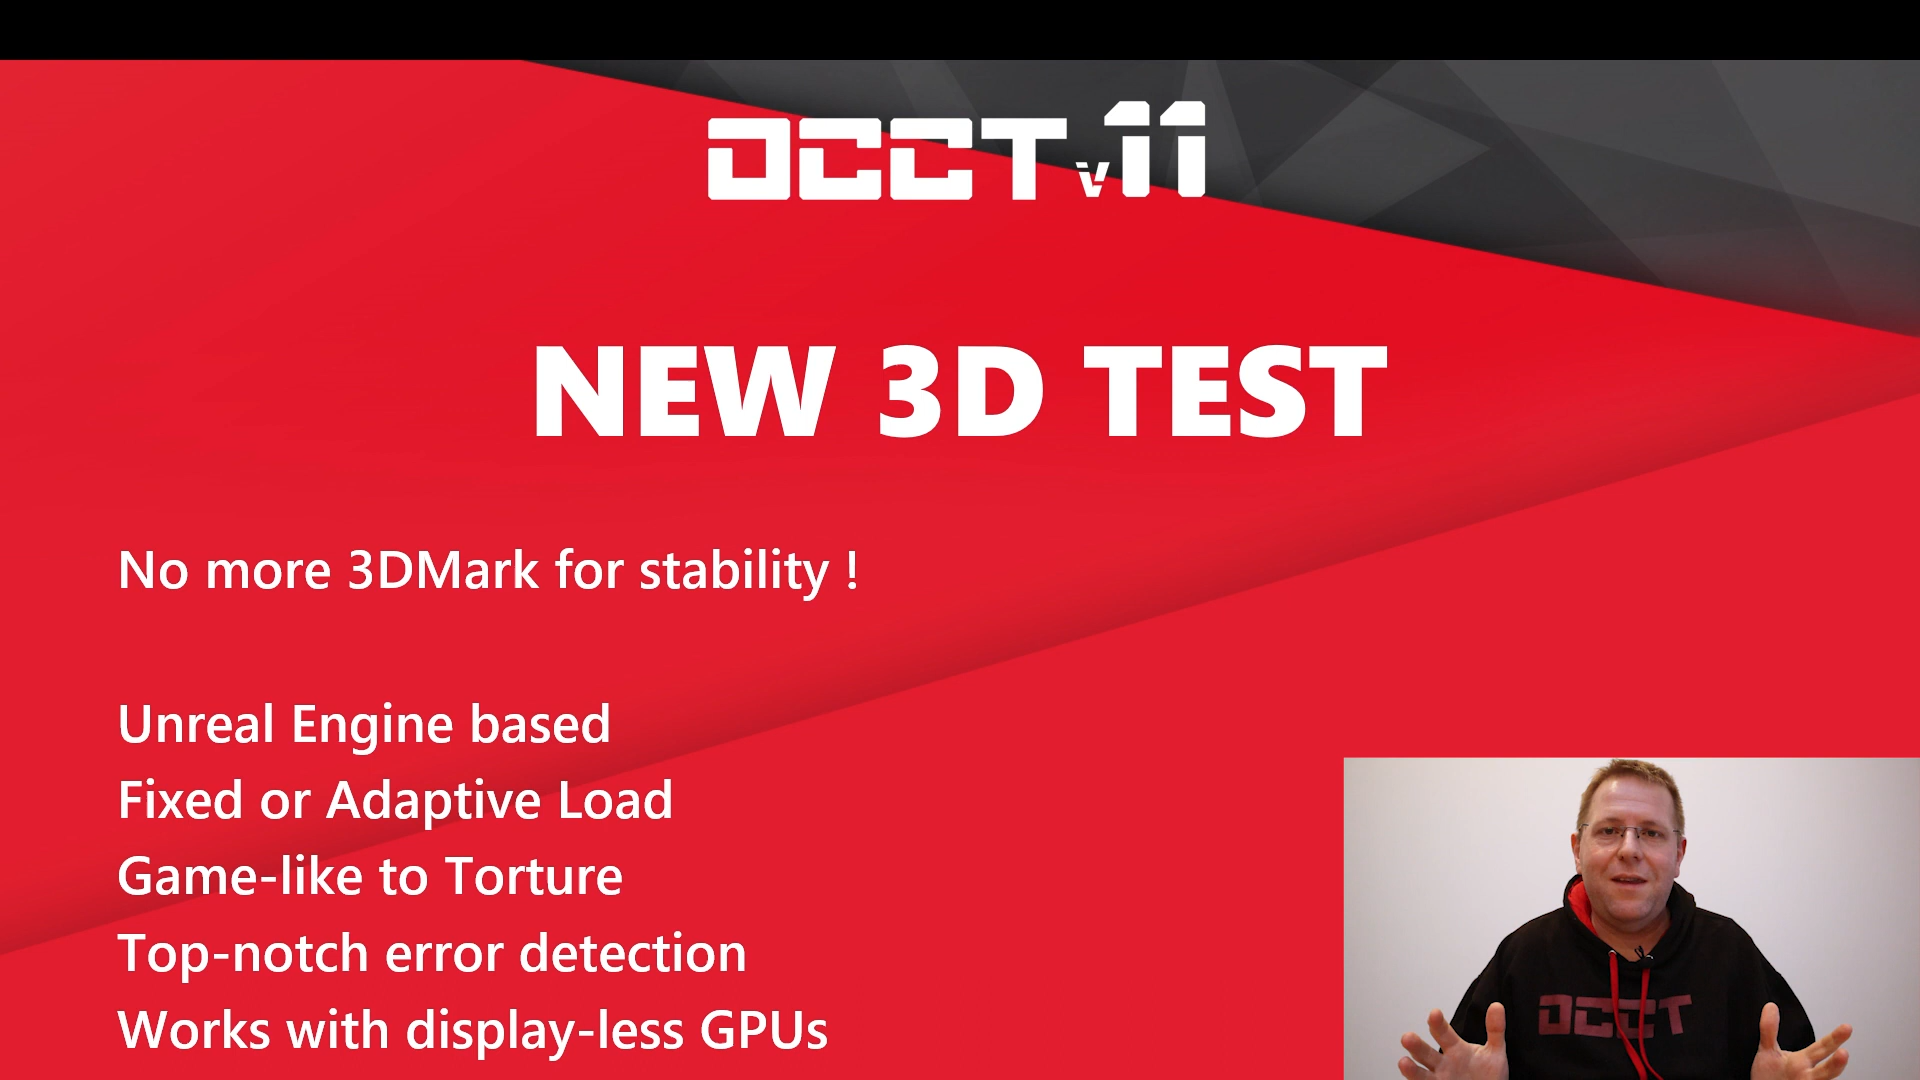 OCCT v11
NEW 3D TEST
No more 3DMark for stability !
Unreal Engine based
Fixed or Adaptive Load
Game-like to Torture
Top-notch error detection
Works with display-less GPUs
OCCT